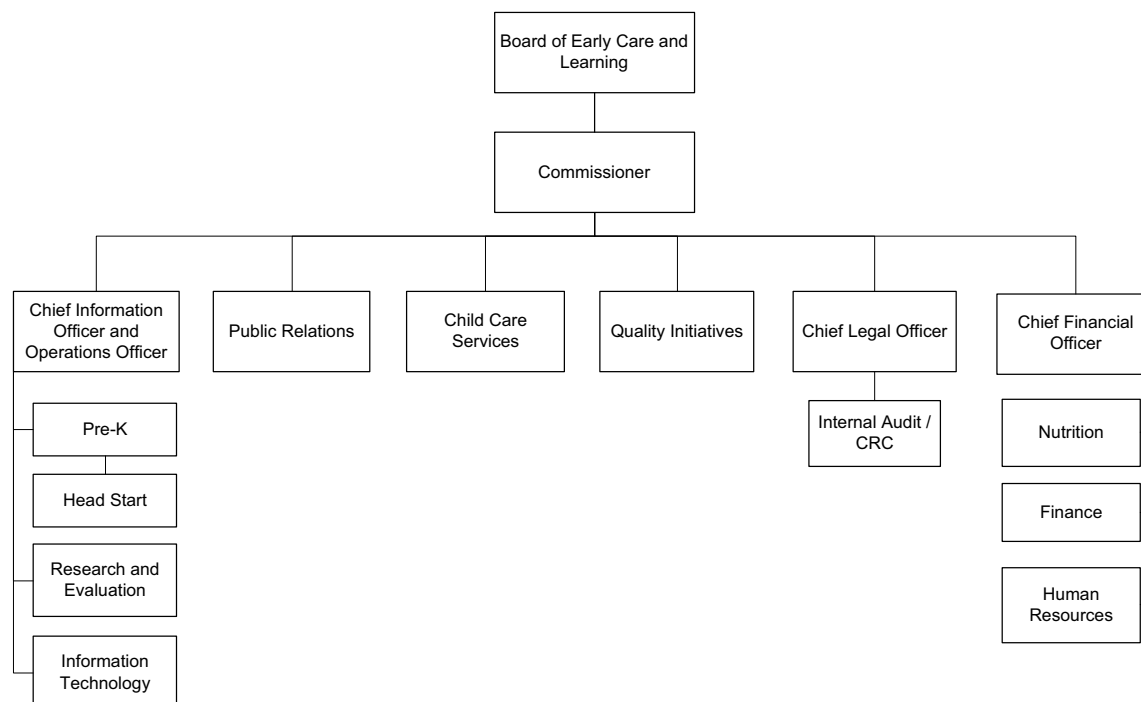 Board of Early Care and
Learning
Commissioner
Chief Information
Officer and
Operations Officer
Public Relations
Child Care
Services
Quality Initiatives
Chief Legal Officer
Chief Financial
Officer
Pre-K
Head Start
Research and
Evaluation
Information
Technology
Internal Audit /
CRC
Nutrition
Finance
Human
Resources